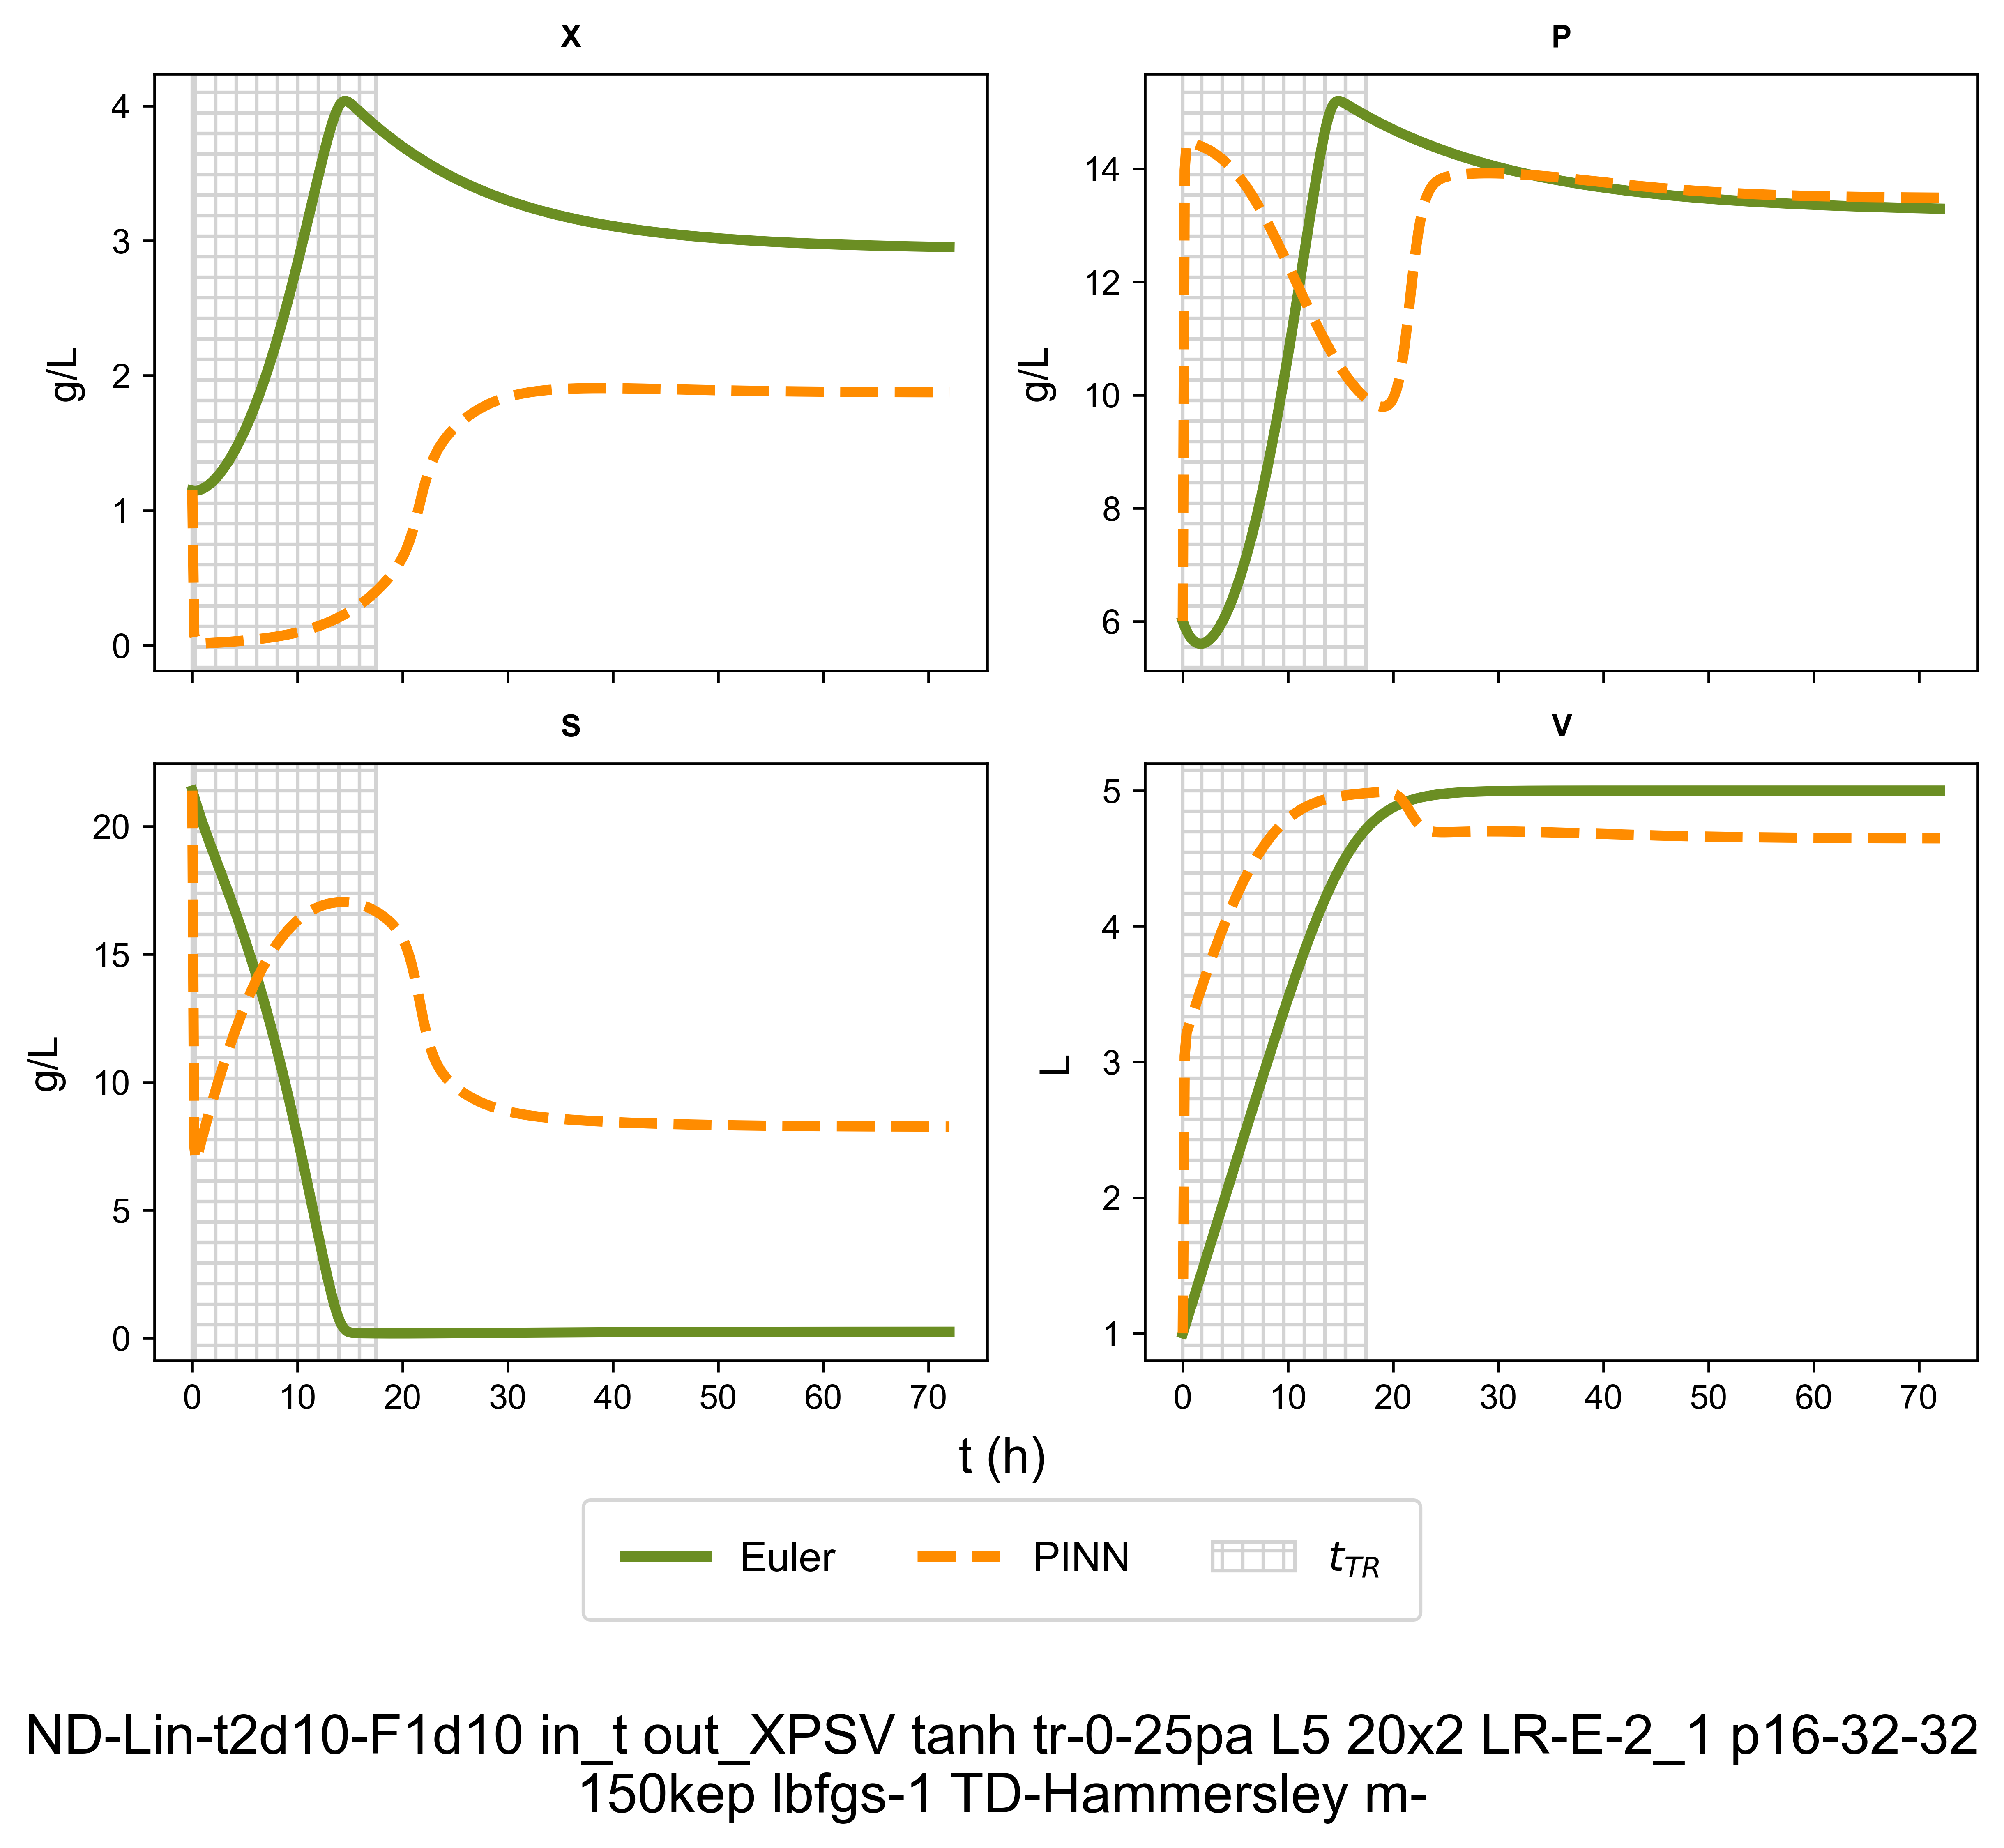 X
P
4
3
2
1
0
g/L
14
12
10
8
6
g/L
S
V
20
15
10
5
0
g/L
5
4
3
2
1
L
0 10 20 30 40 50 60 70
0 10 20 30 40 50 60 70
t (h)
Euler PINN t_TR
ND-Lin-t2d10-F1d10 in_t out_XPSV tanh tr-0-25pa L5 20x2 LR-E-2_1 p16-32-32
150kep lbfgs-1 TD-Hammersley m-